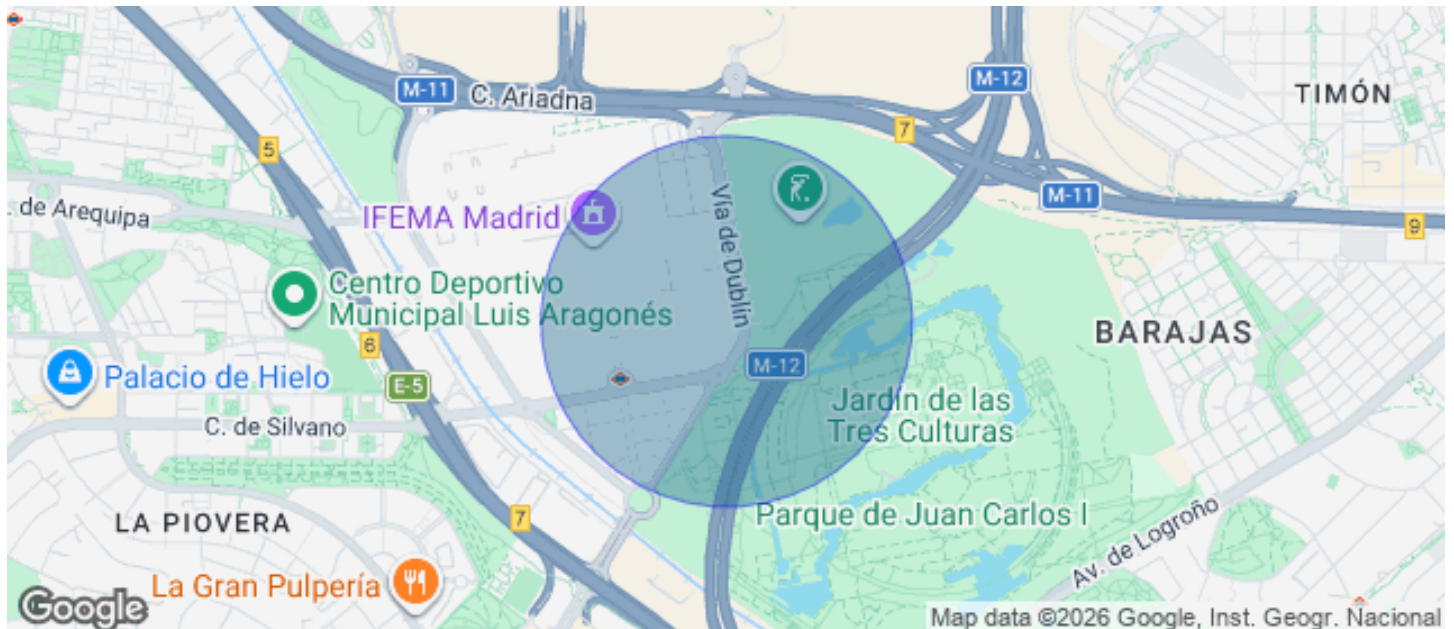 M-11
C. Ariadna
M-12
TIMÓN
5
7
M-11
. de Arequipa
IFEMA Madrid
Vía de Dublín
9
Centro Deportivo
Municipal Luis Aragonés
6
BARAJAS
Palacio de Hielo
E-5
M-12
Jardín de las
Tres Culturas
C. de Silvano
LA PIOVERA
7
Parque de Juan Carlos I
Av. de Logroño
La Gran Pulpería
Google
Map data ©2026 Google, Inst. Geogr. Nacional